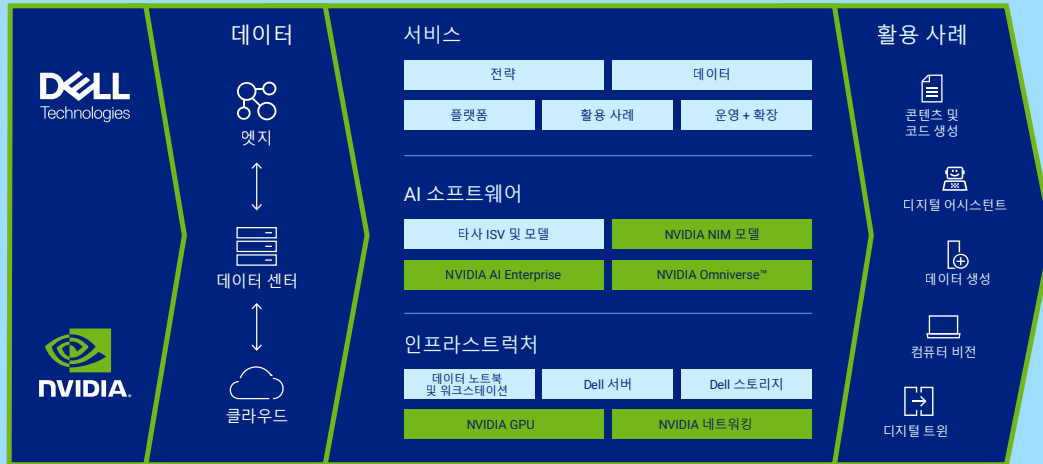 DELL
Technologies
NVIDIA.
데이터
엣지
데이터 센터
클라우드
서비스
전략
데이터
플랫폼
활용 사례
운영 + 확장
AI 소프트웨어
타사 ISV 및 모델
NVIDIA NIM 모델
NVIDIA AI Enterprise
NVIDIA Omniverse™
인프라스트럭처
데이터 노트북
및 워크스테이션
Dell 서버
Dell 스토리지
NVIDIA GPU
NVIDIA 네트워킹
활용 사례
콘텐츠 및
코드 생성
디지털 어시스턴트
데이터 생성
컴퓨터 비전
디지털 트윈